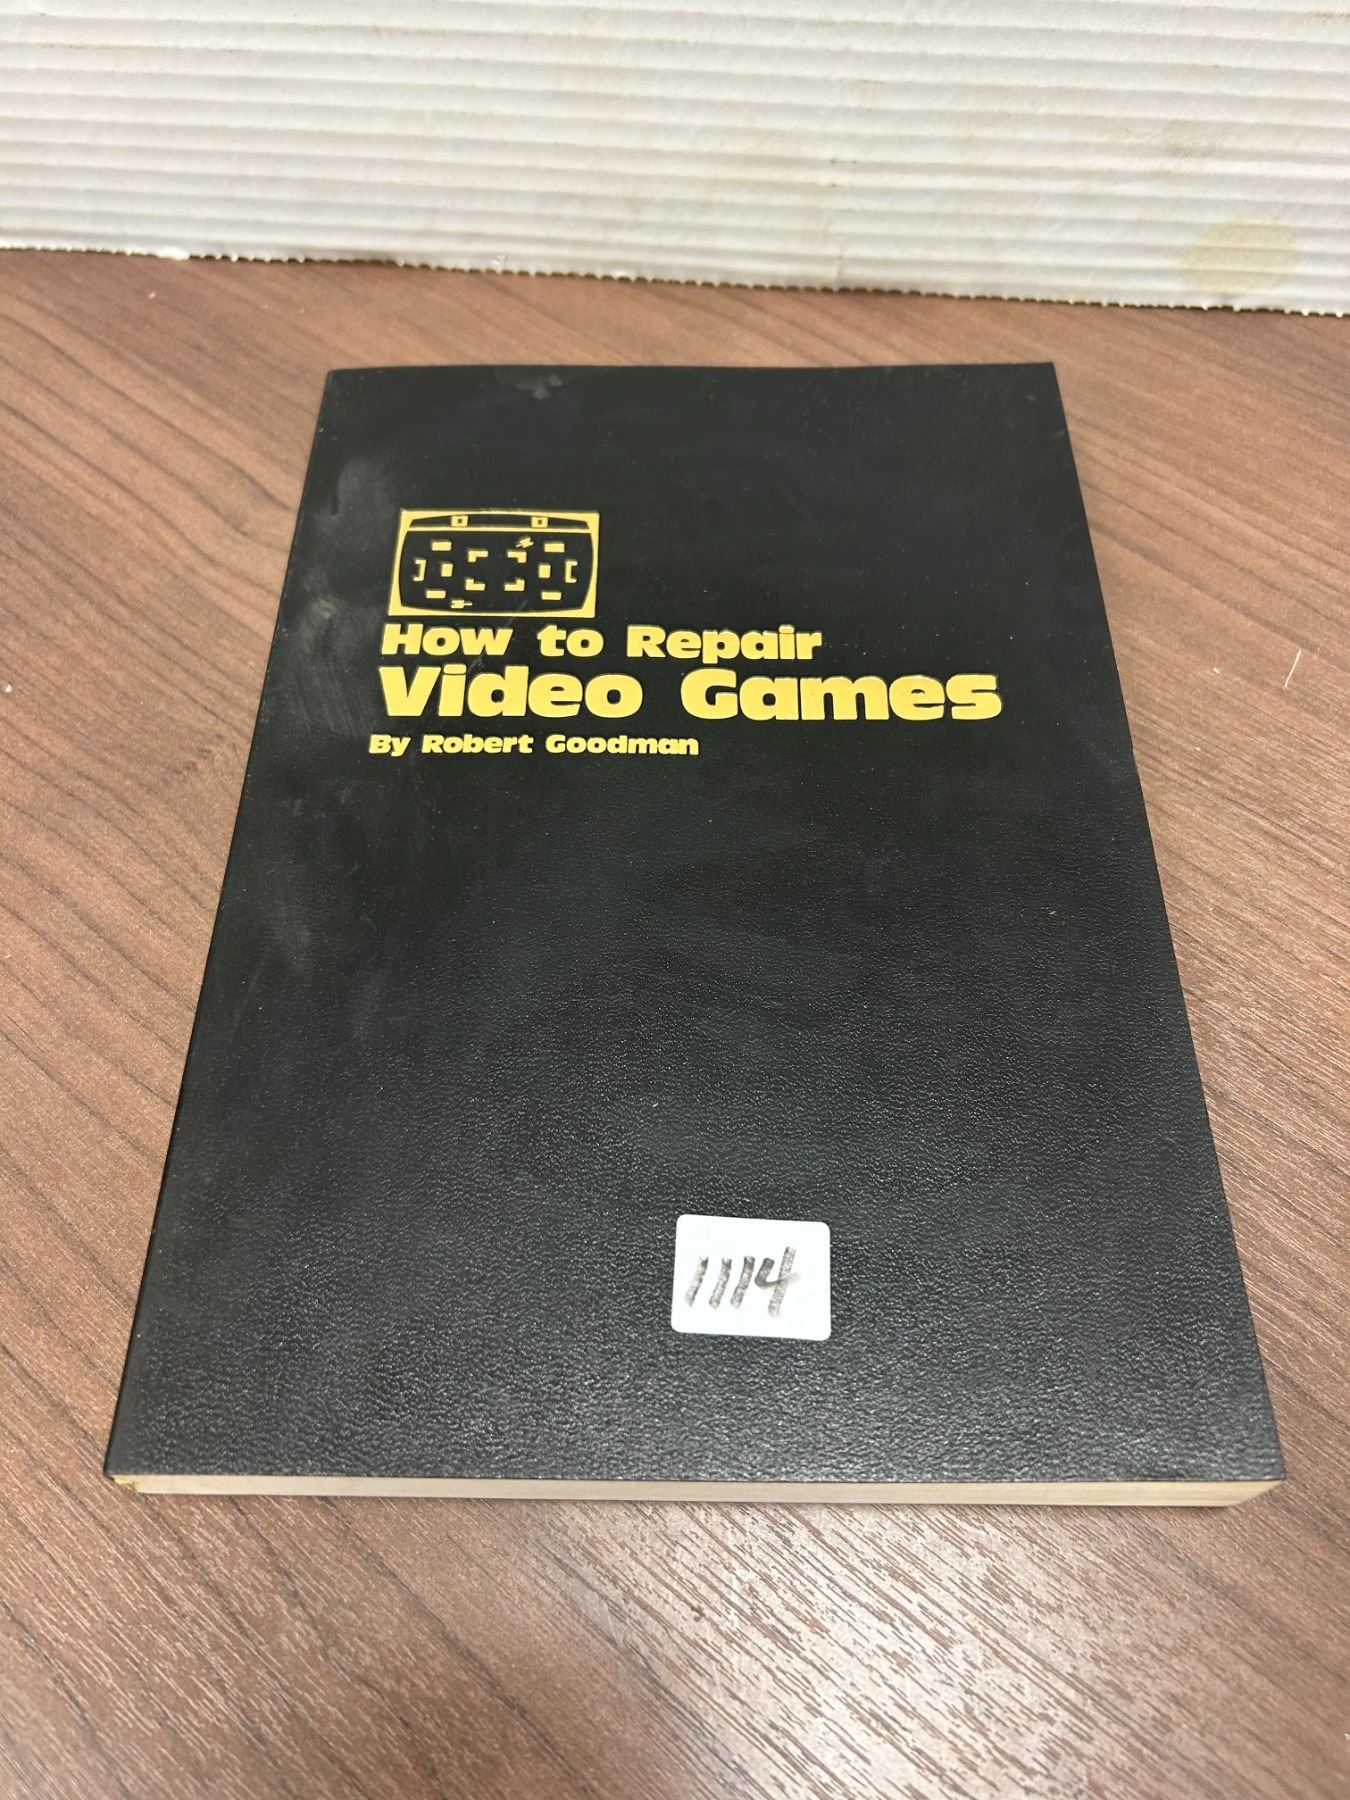 How to Repair
Video Games
By Robert Goodman
1114